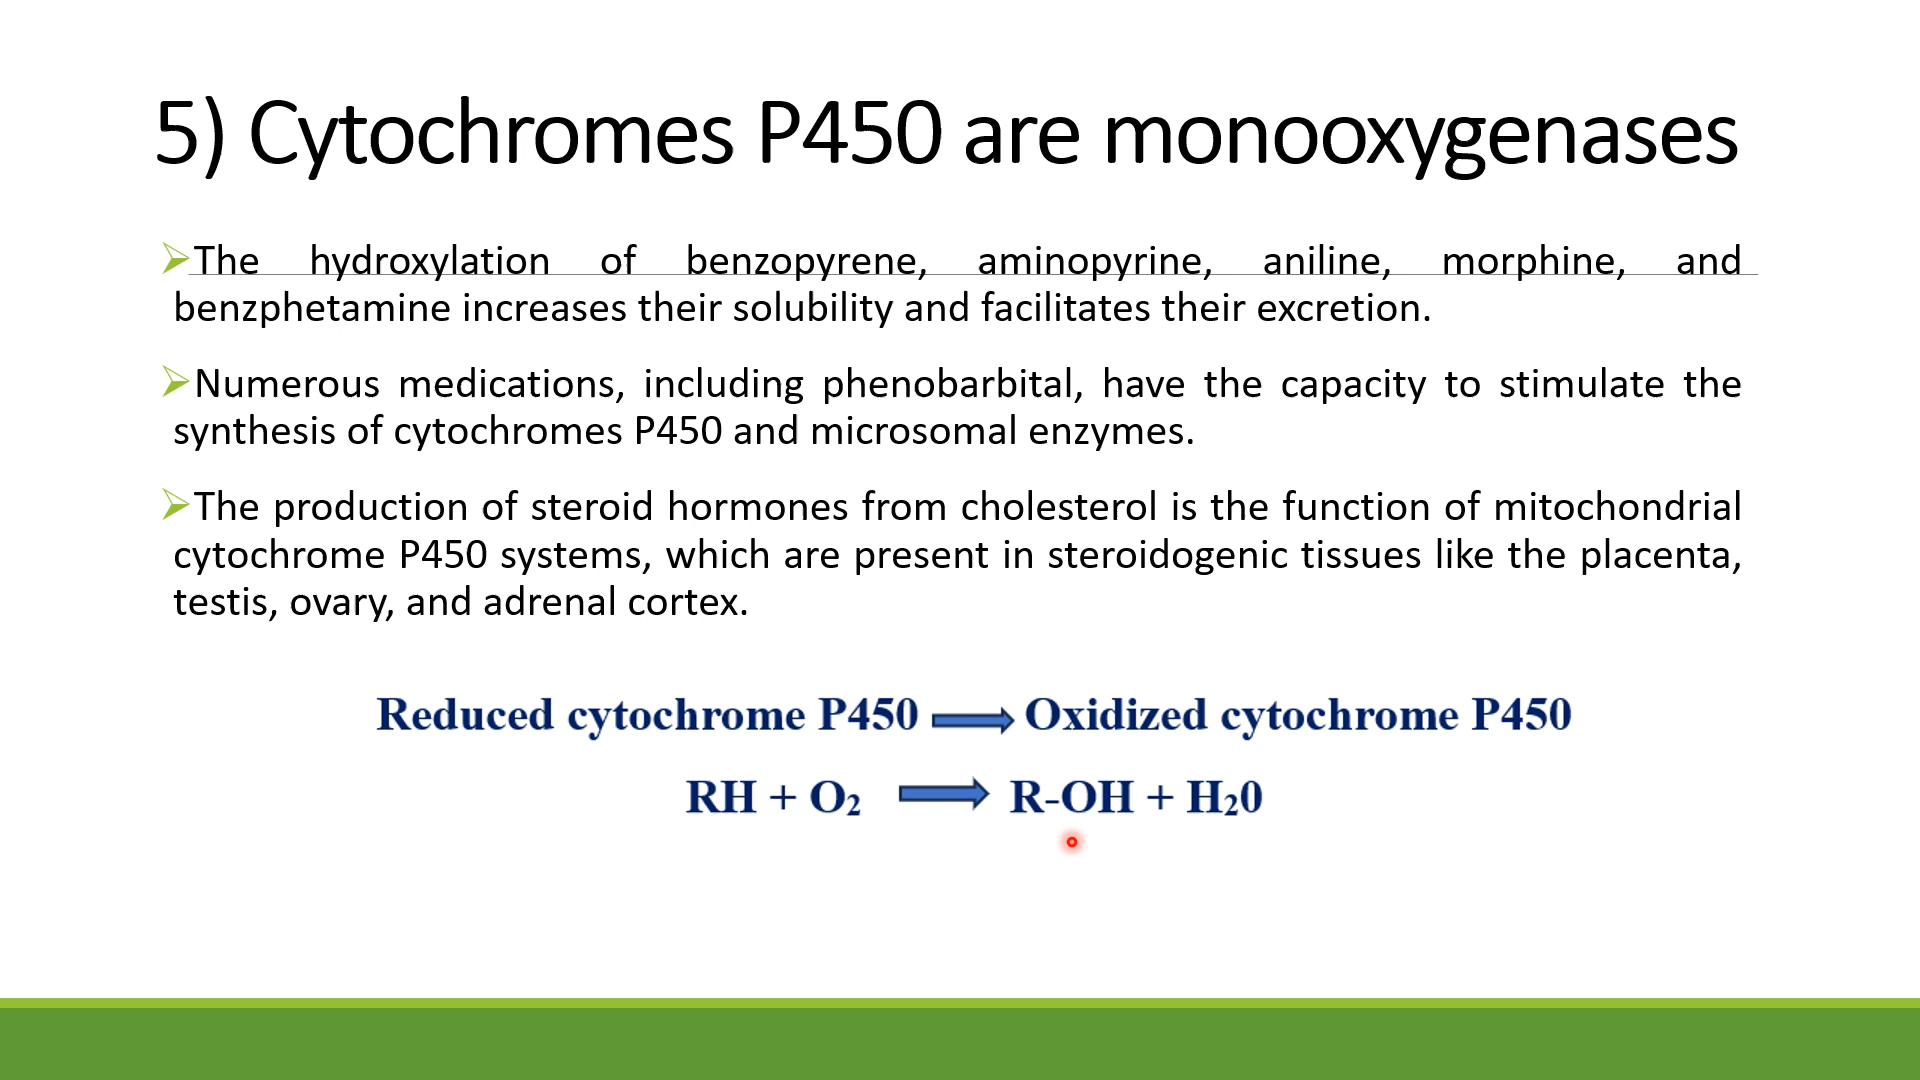 5) Cytochromes P450 are monooxygenases
➢The hydroxylation of benzopyrene, aminopyrine, aniline, morphine, and
benzphetamine increases their solubility and facilitates their excretion.
➢Numerous medications, including phenobarbital, have the capacity to stimulate the
synthesis of cytochromes P450 and microsomal enzymes.
➢The production of steroid hormones from cholesterol is the function of mitochondrial
cytochrome P450 systems, which are present in steroidogenic tissues like the placenta,
testis, ovary, and adrenal cortex.
Reduced cytochrome P450 ⟶ Oxidized cytochrome P450
RH + O₂ ⟶ R-OH + H₂0